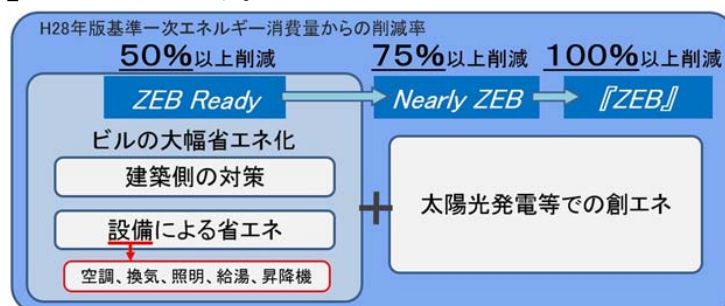 H28年版基準一次エネルギー消費量からの削減率
50%以上削減 75%以上削減 100%以上削減
ZEB Ready Nearly ZEB 『ZEB』
ビルの大幅省エネ化
建築側の対策
+ 太陽光発電等での創エネ
設備による省エネ
空調、換気、照明、給湯、昇降機